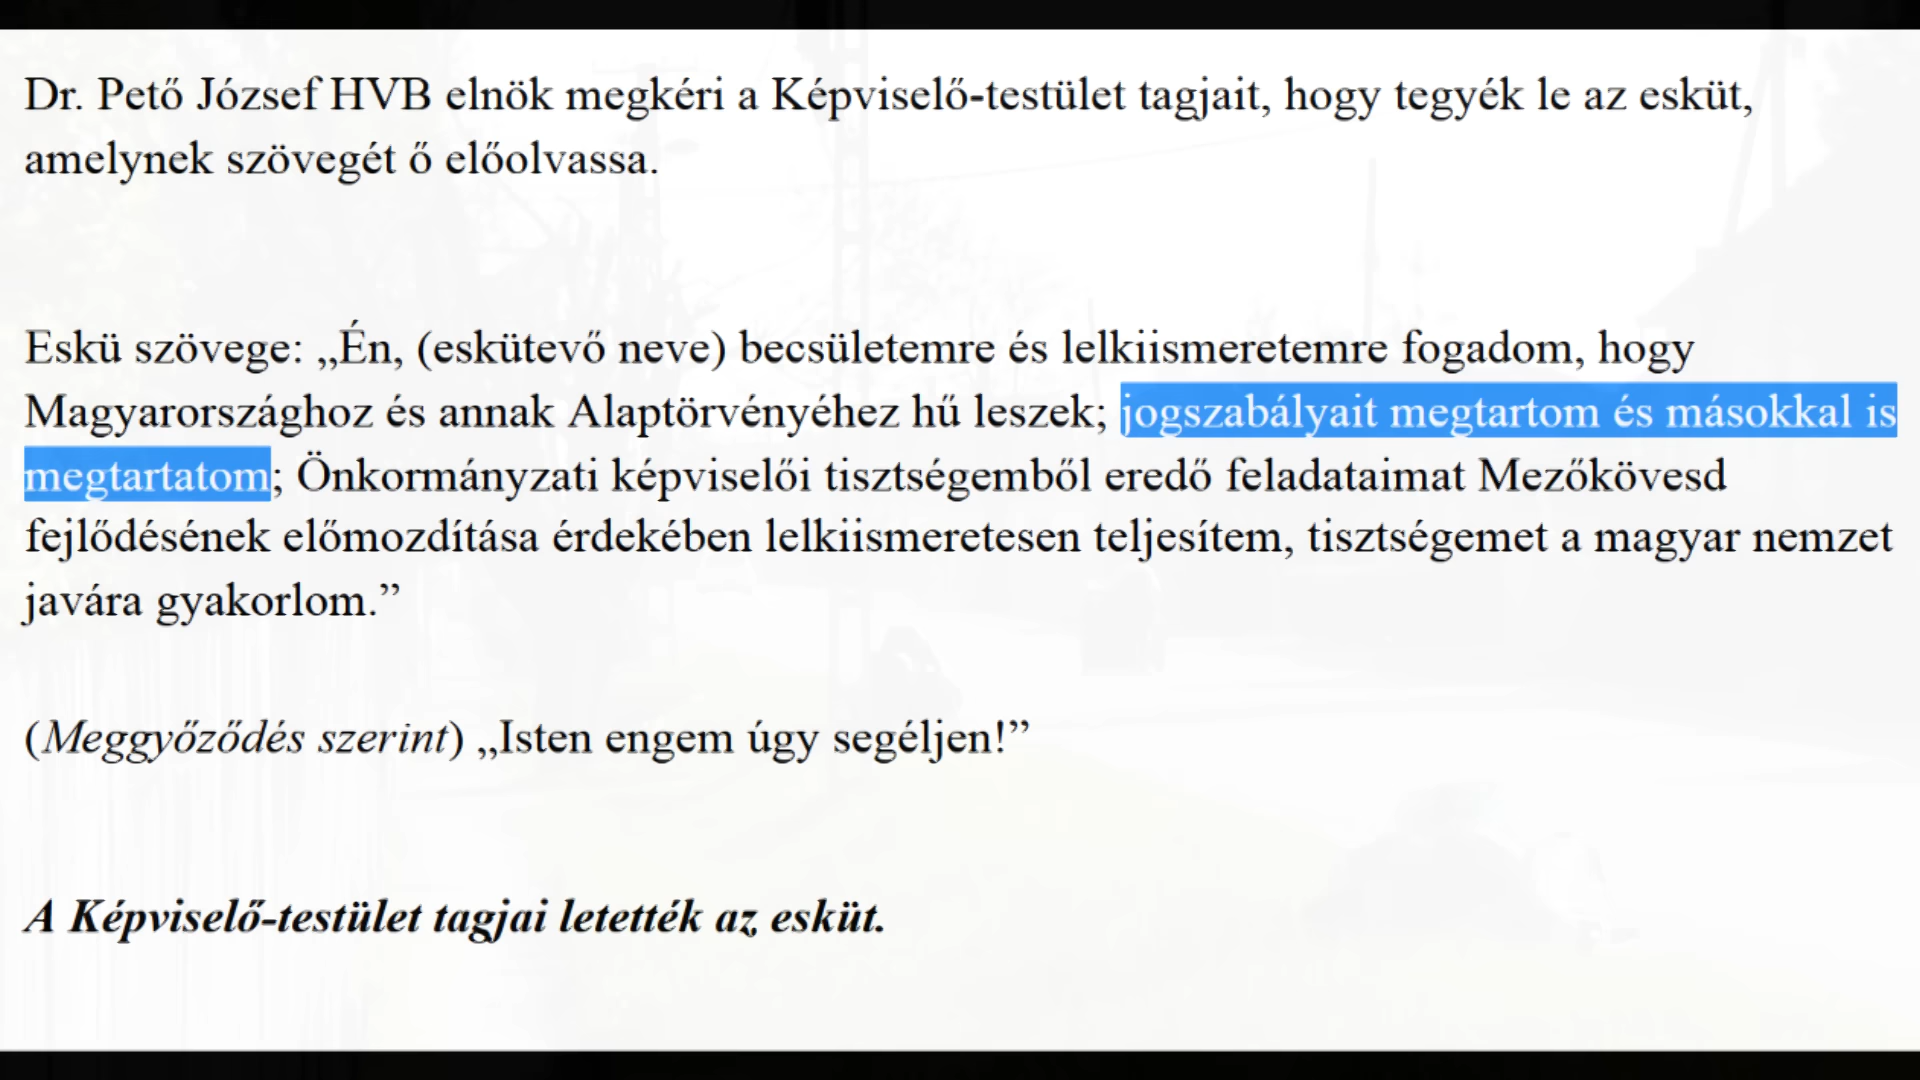 Dr. Pető József HVB elnök megkéri a Képviselő-testület tagjait, hogy tegyék le az esküt,
amelynek szövegét ő előolvassa.
Eskü szövege: „Én, (eskütevő neve) becsületemre és lelkiismeretemre fogadom, hogy
Magyarországhoz és annak Alaptörvényéhez hű leszek; jogszabályait megtartom és másokkal is
megtartatom; Önkormányzati képviselői tisztségemből eredő feladataimat Mezőkövesd
fejlődésének előmozdítása érdekében lelkiismeretesen teljesítem, tisztségemet a magyar nemzet
javára gyakorlom.”
(Meggyőződés szerint) „Isten engem úgy segéljen!”
A Képviselő-testület tagjai letették az esküt.